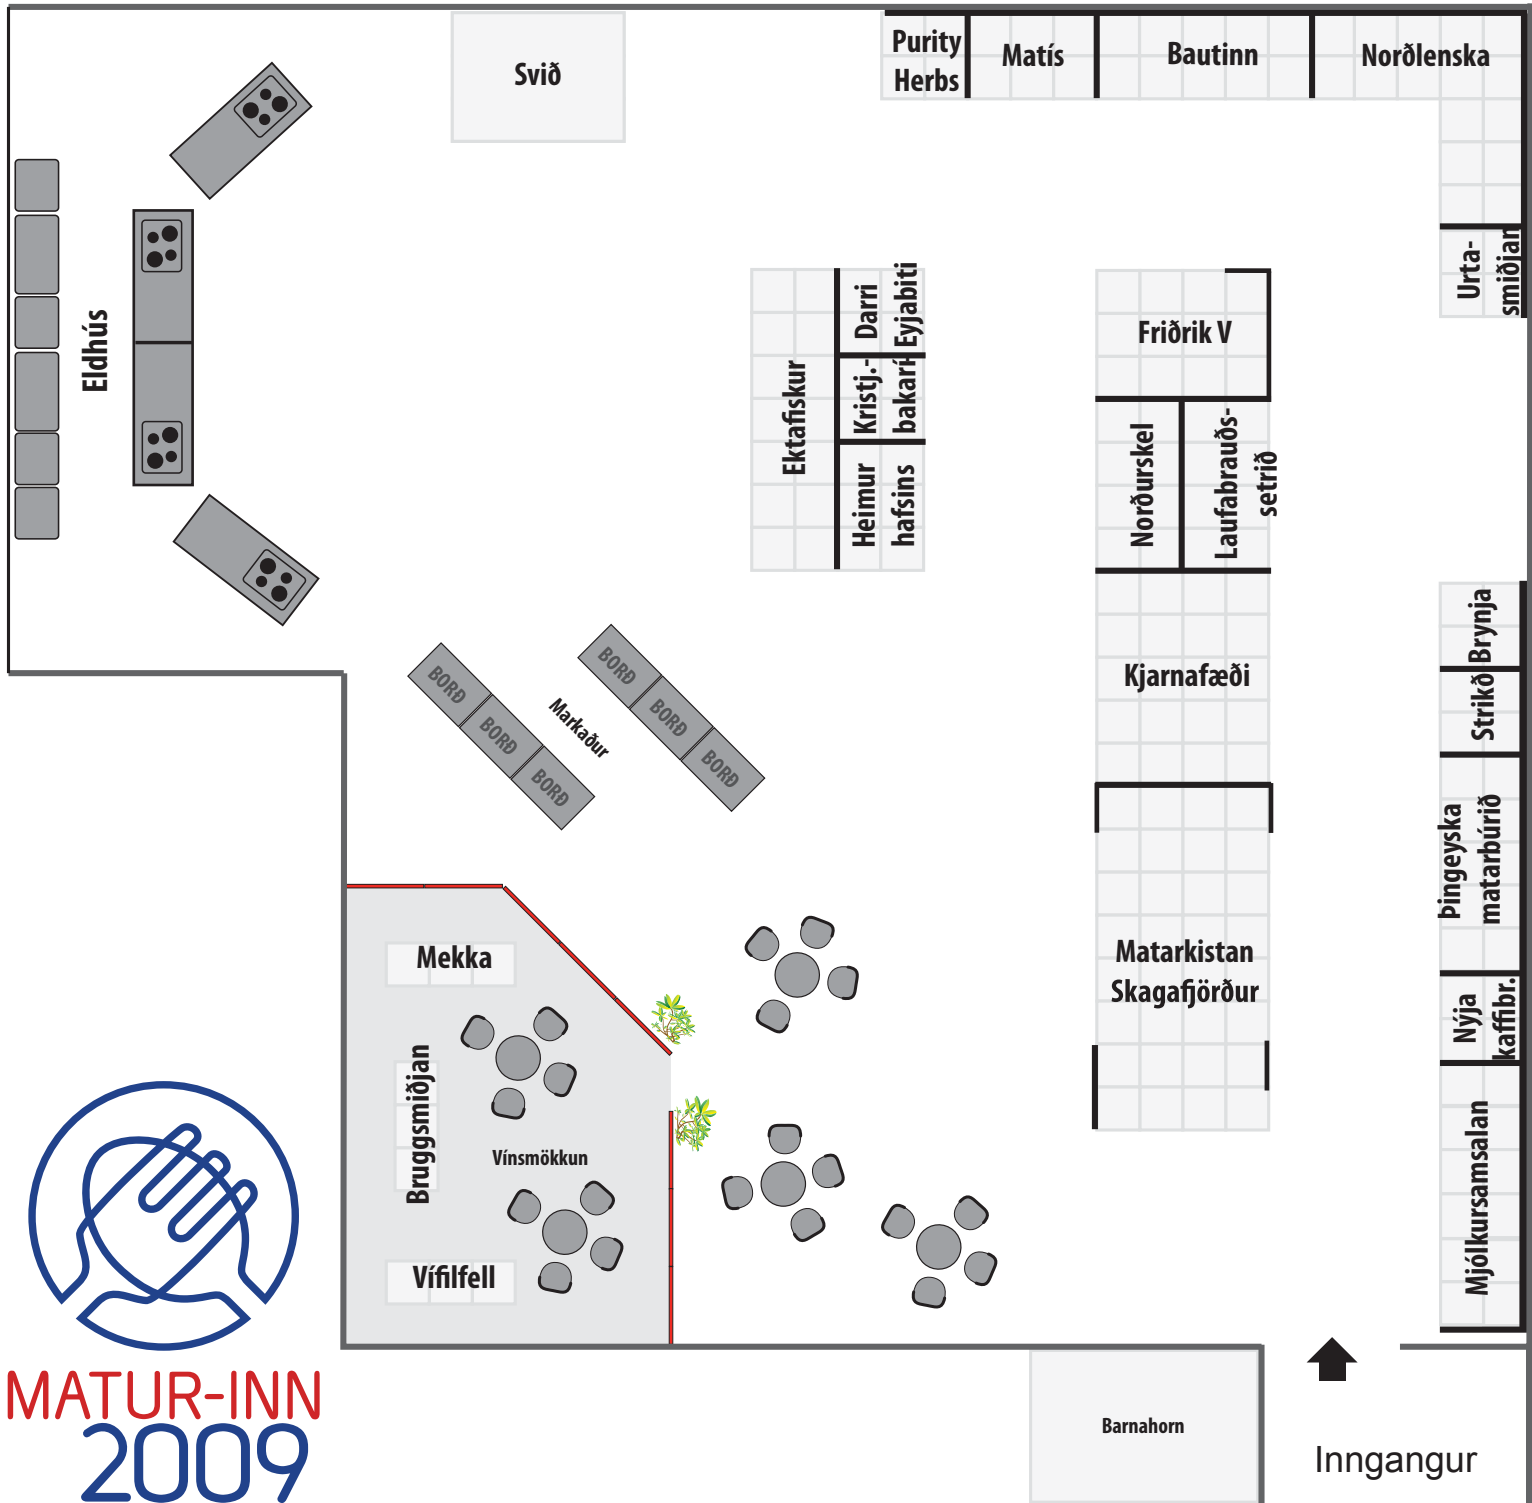 Svið
Purity
Herbs
Matís
Bautinn
Norðlenska
Urta-
smiðjan
Eldhús
Ektafiskur
Darri
Eyjabiti
Kristj.-
bakarí
Heimur
hafsins
Friðrik V
Norðurskel
Laufabrauðs-
setrið
Kjarnafæði
Matarkistan
Skagafjörður
Brynja
Strikð
Þingeyska
matarbúrið
Nýja
kaffibr.
Mjólkursamsalan
BORÐ
BORÐ
BORÐ
Markaður
BORÐ
BORÐ
BORÐ
Mekka
Bruggsmiðjan
Vínsmökkun
Vífilfell
Barnahorn
Inngangur
MATUR-INN
2009